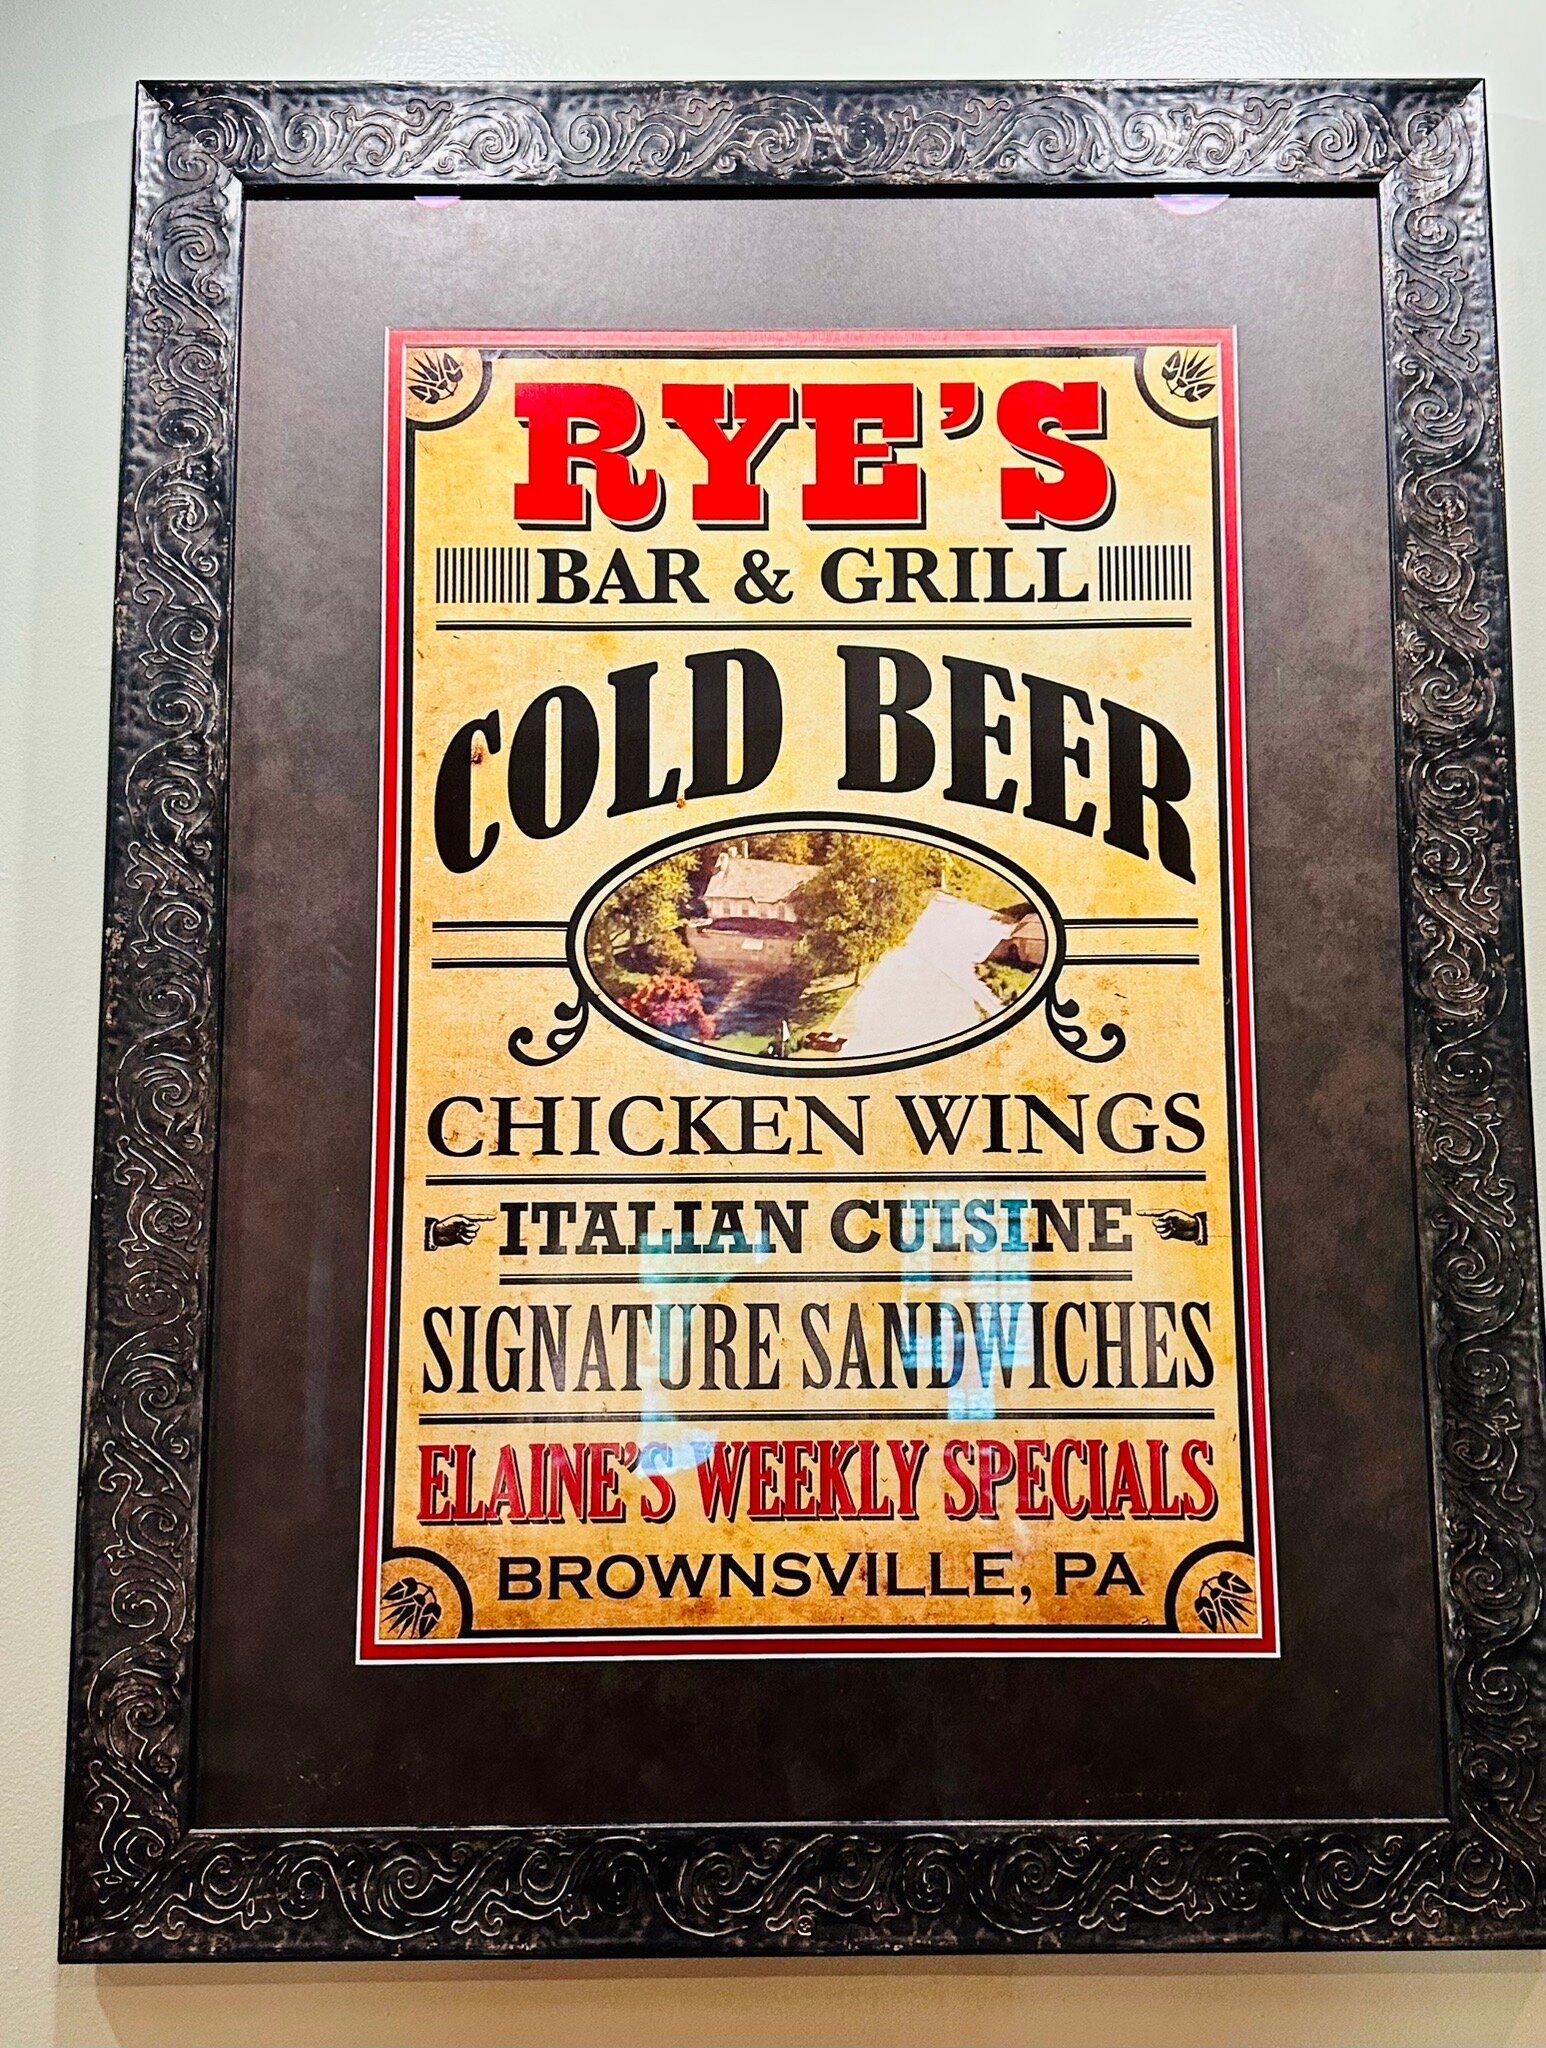 RYE'S
BAR & GRILL
COLD BEER
CHICKEN WINGS
ITALIAN CUISINE
SIGNATURE SANDWICHES
ELAINE'S WEEKLY SPECIALS
BROWNSVILLE, PA